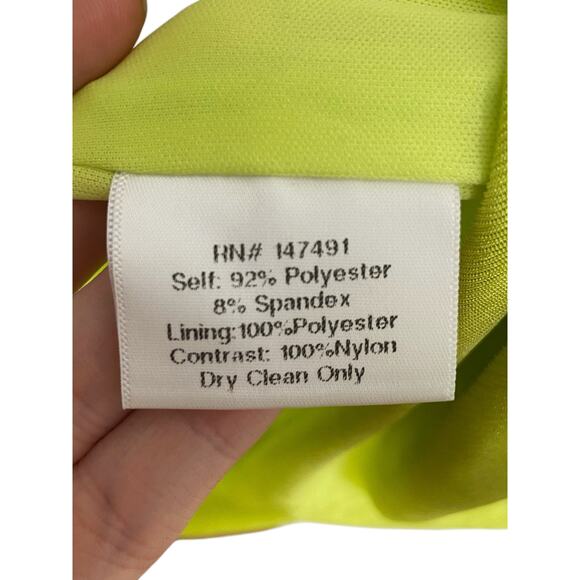 RN# 147491
Self: 92% Polyester
8% Spandex
Lining:100%Polyester
Contrast: 100%Nylon
Dry Clean Only